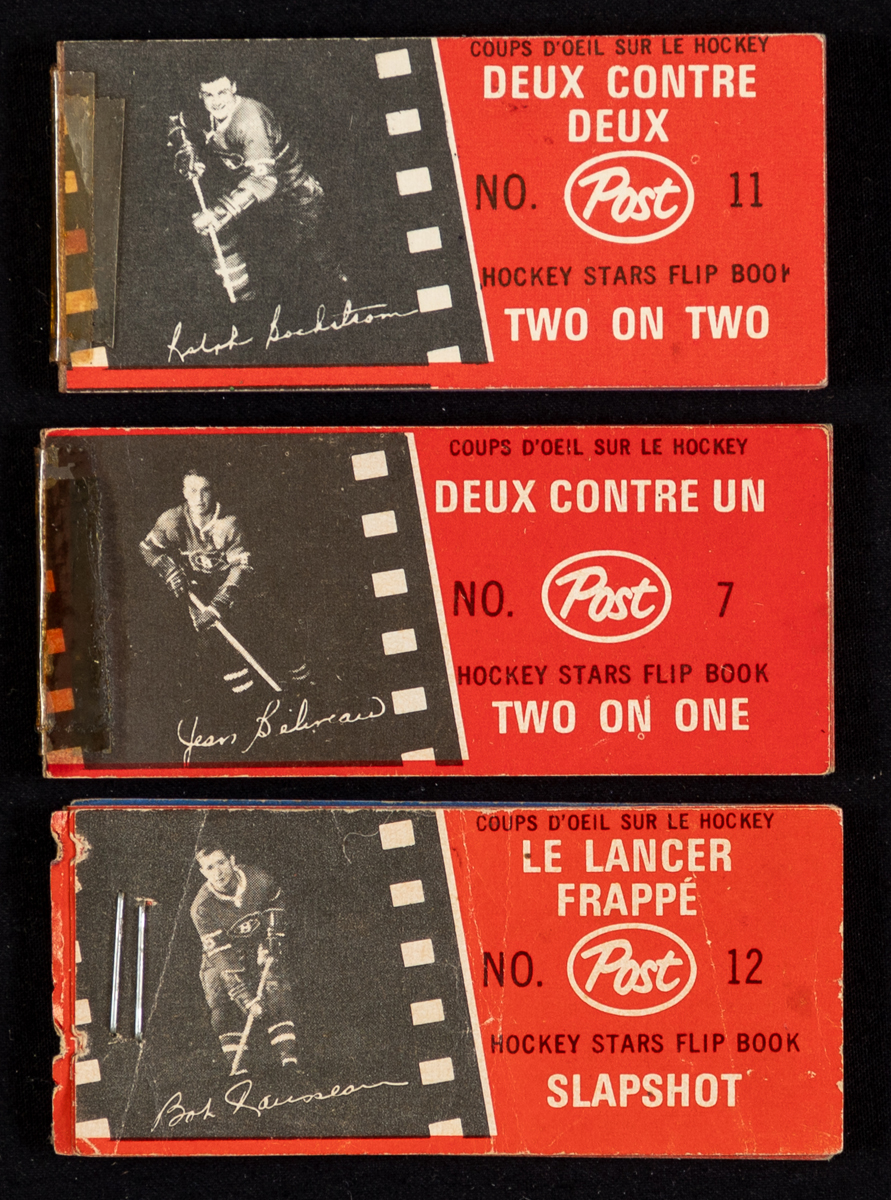 COUPS D'OEIL SUR LE HOCKEY
DEUX CONTRE
DEUX
NO. Post 11
HOCKEY STARS FLIP BOOK
TWO ON TWO
Ralph Backstrom
COUPS D'OEIL SUR LE HOCKEY
DEUX CONTRE UN
NO. Post 7
HOCKEY STARS FLIP BOOK
TWO ON ONE
Jean Béliveau
COUPS D'OEIL SUR LE HOCKEY
LE LANCER
FRAPPÉ
NO. Post 12
HOCKEY STARS FLIP BOOK
SLAPSHOT
Bob Rousseau